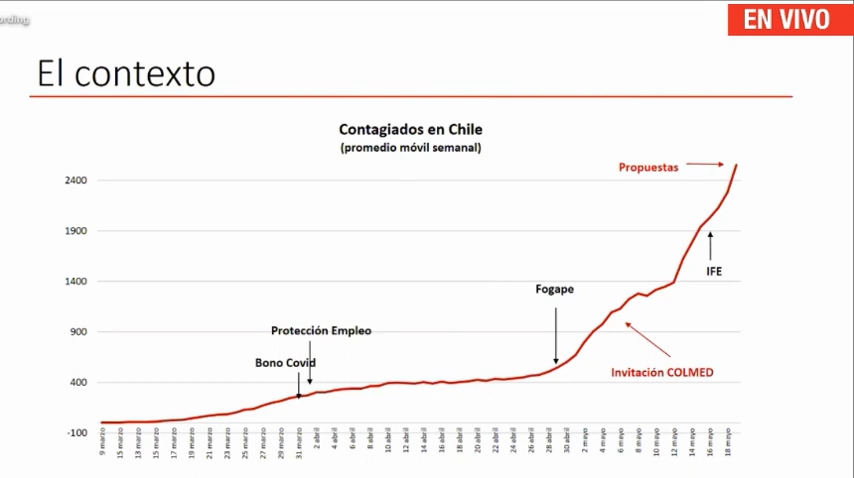 ording
EN VIVO
El contexto
Contagiados en Chile
(promedio móvil semanal)
Propuestas
2400
1900
IFE
1400
Fogape
Protección Empleo
900
Bono Covid
Invitación COLMED
400
-100
9 marzo
15 marzo
13 marzo
15 marzo
17 marzo
19 marzo
21 marzo
23 marzo
25 marzo
27 marzo
29 marzo
31 marzo
2 abril
4 abril
6 abril
8 abril
10 abril
12 abril
14 abril
16 abril
18 abril
20 abril
22 abril
24 abril
26 abril
28 abril
30 abril
2 mayo
4 mayo
6 mayo
8 mayo
10 mayo
12 mayo
14 mayo
16 mayo
18 mayo